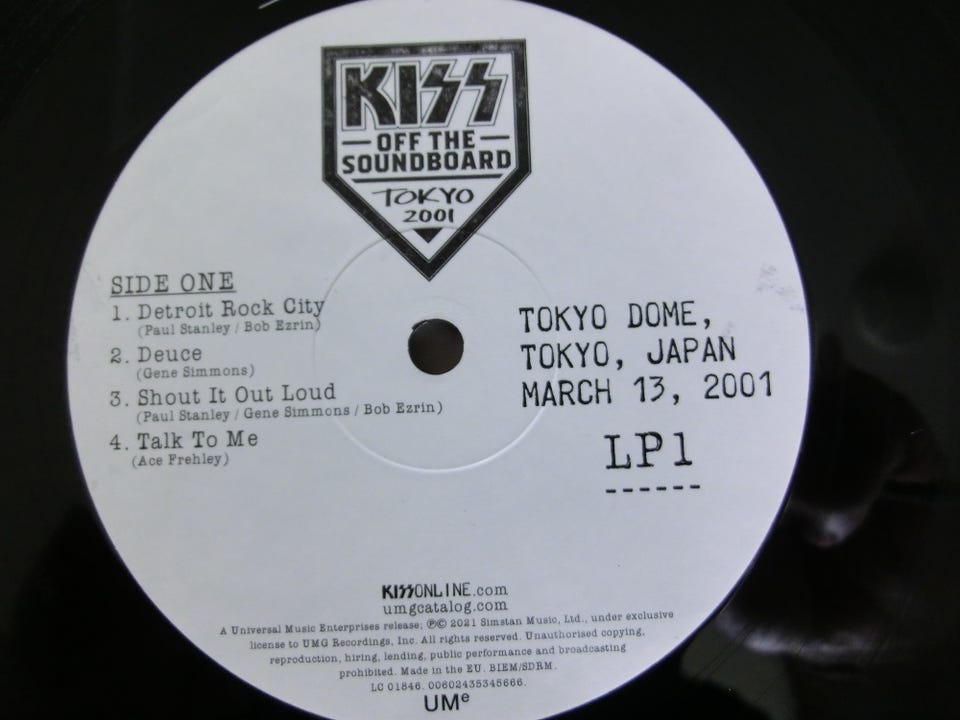 KISS
OFF THE
SOUNDBOARD
TOKYO
2001
SIDE ONE
1. Detroit Rock City
(Paul Stanley / Bob Ezrin)
2. Deuce
(Gene Simmons)
3. Shout It Out Loud
(Paul Stanley / Gene Simmons / Bob Ezrin)
4. Talk To Me
(Ace Frehley)
TOKYO DOME,
TOKYO, JAPAN
MARCH 13, 2001
LP1
------
KISSONLINE.com
umgcatalog.com
A Universal Music Enterprises release; ℗© 2021 Simstan Music, Ltd., under exclusive
license to UMG Recordings, Inc. All rights reserved. Unauthorised copying,
reproduction, hiring, lending, public performance and broadcasting
prohibited. Made in the EU. BIEM/SDRM.
LC 01846. 00602435345666.
UMe